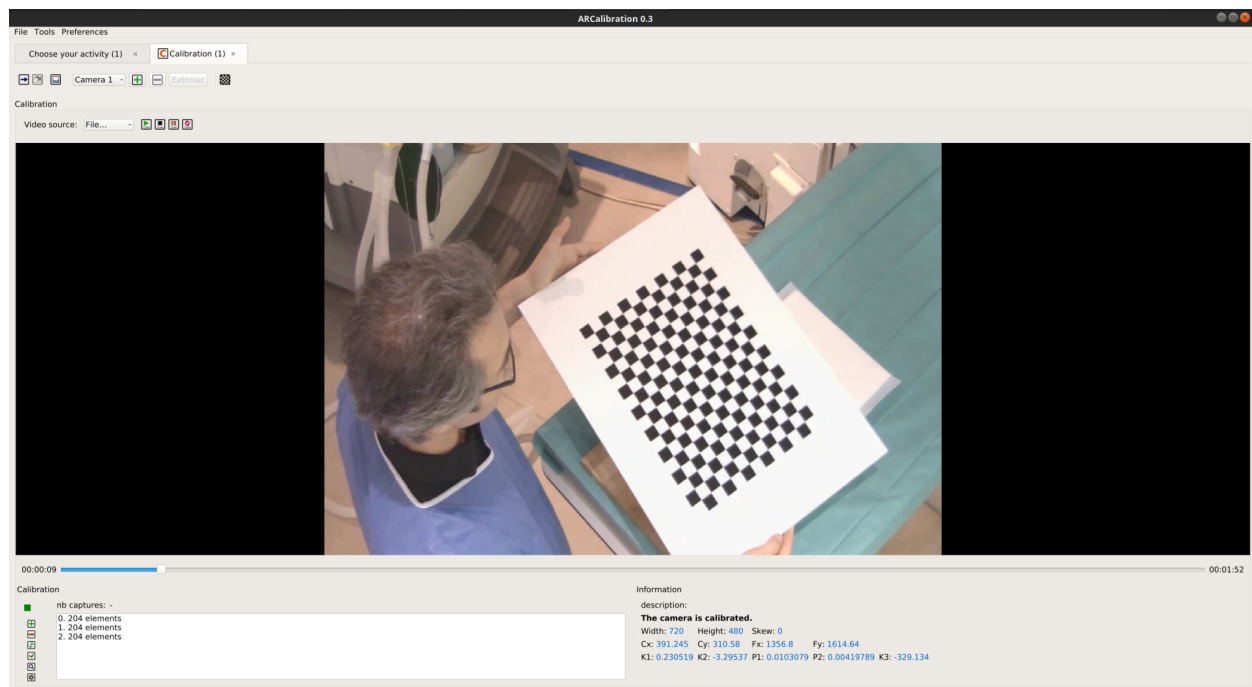 ARCalibration 0.3
File Tools Preferences
Choose your activity (1) × C Calibration (1) ×
Camera 1 Extrinsic
Calibration
Video source: File...
00:00:09 00:01:52
Calibration
nb captures: -
0. 204 elements
1. 204 elements
2. 204 elements
Information
description:
The camera is calibrated.
Width: 720 Height: 480 Skew: 0
Cx: 391.245 Cy: 310.58 Fx: 1356.8 Fy: 1614.64
K1: 0.230519 K2: -3.29537 P1: 0.0103079 P2: 0.00419789 K3: -329.134